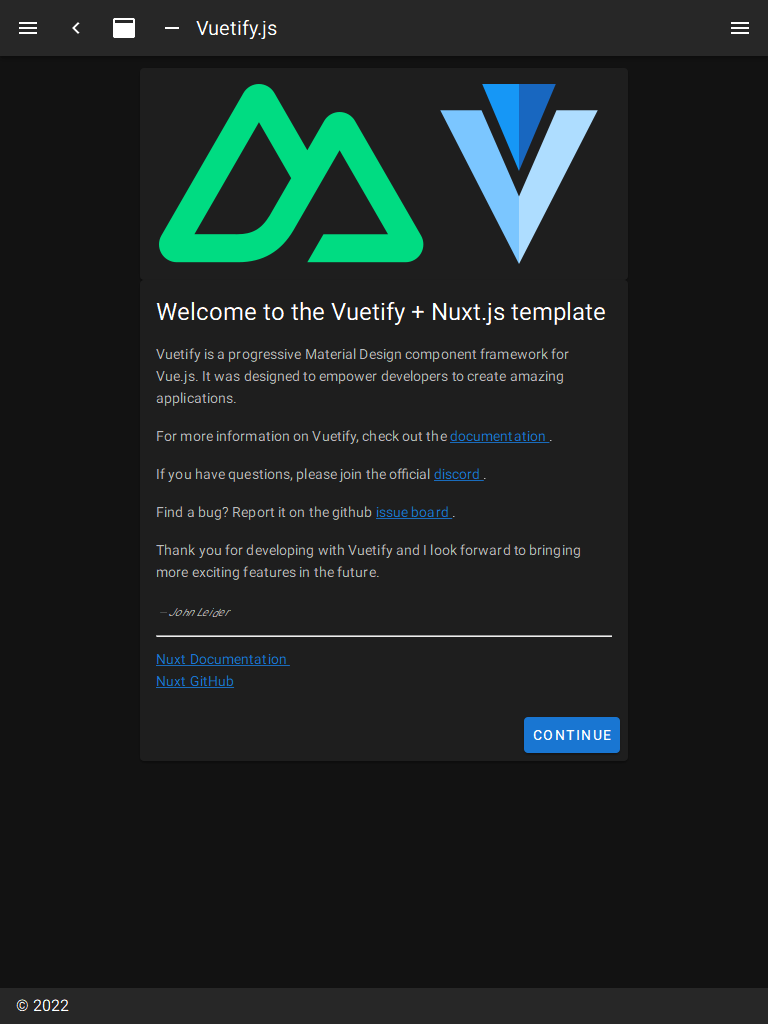 Vuetify.js
Welcome to the Vuetify + Nuxt.js template
Vuetify is a progressive Material Design component framework for
Vue.js. It was designed to empower developers to create amazing
applications.
For more information on Vuetify, check out the documentation .
If you have questions, please join the official discord .
Find a bug? Report it on the github issue board .
Thank you for developing with Vuetify and I look forward to bringing
more exciting features in the future.
— John Leider
Nuxt Documentation
Nuxt GitHub
CONTINUE
© 2022